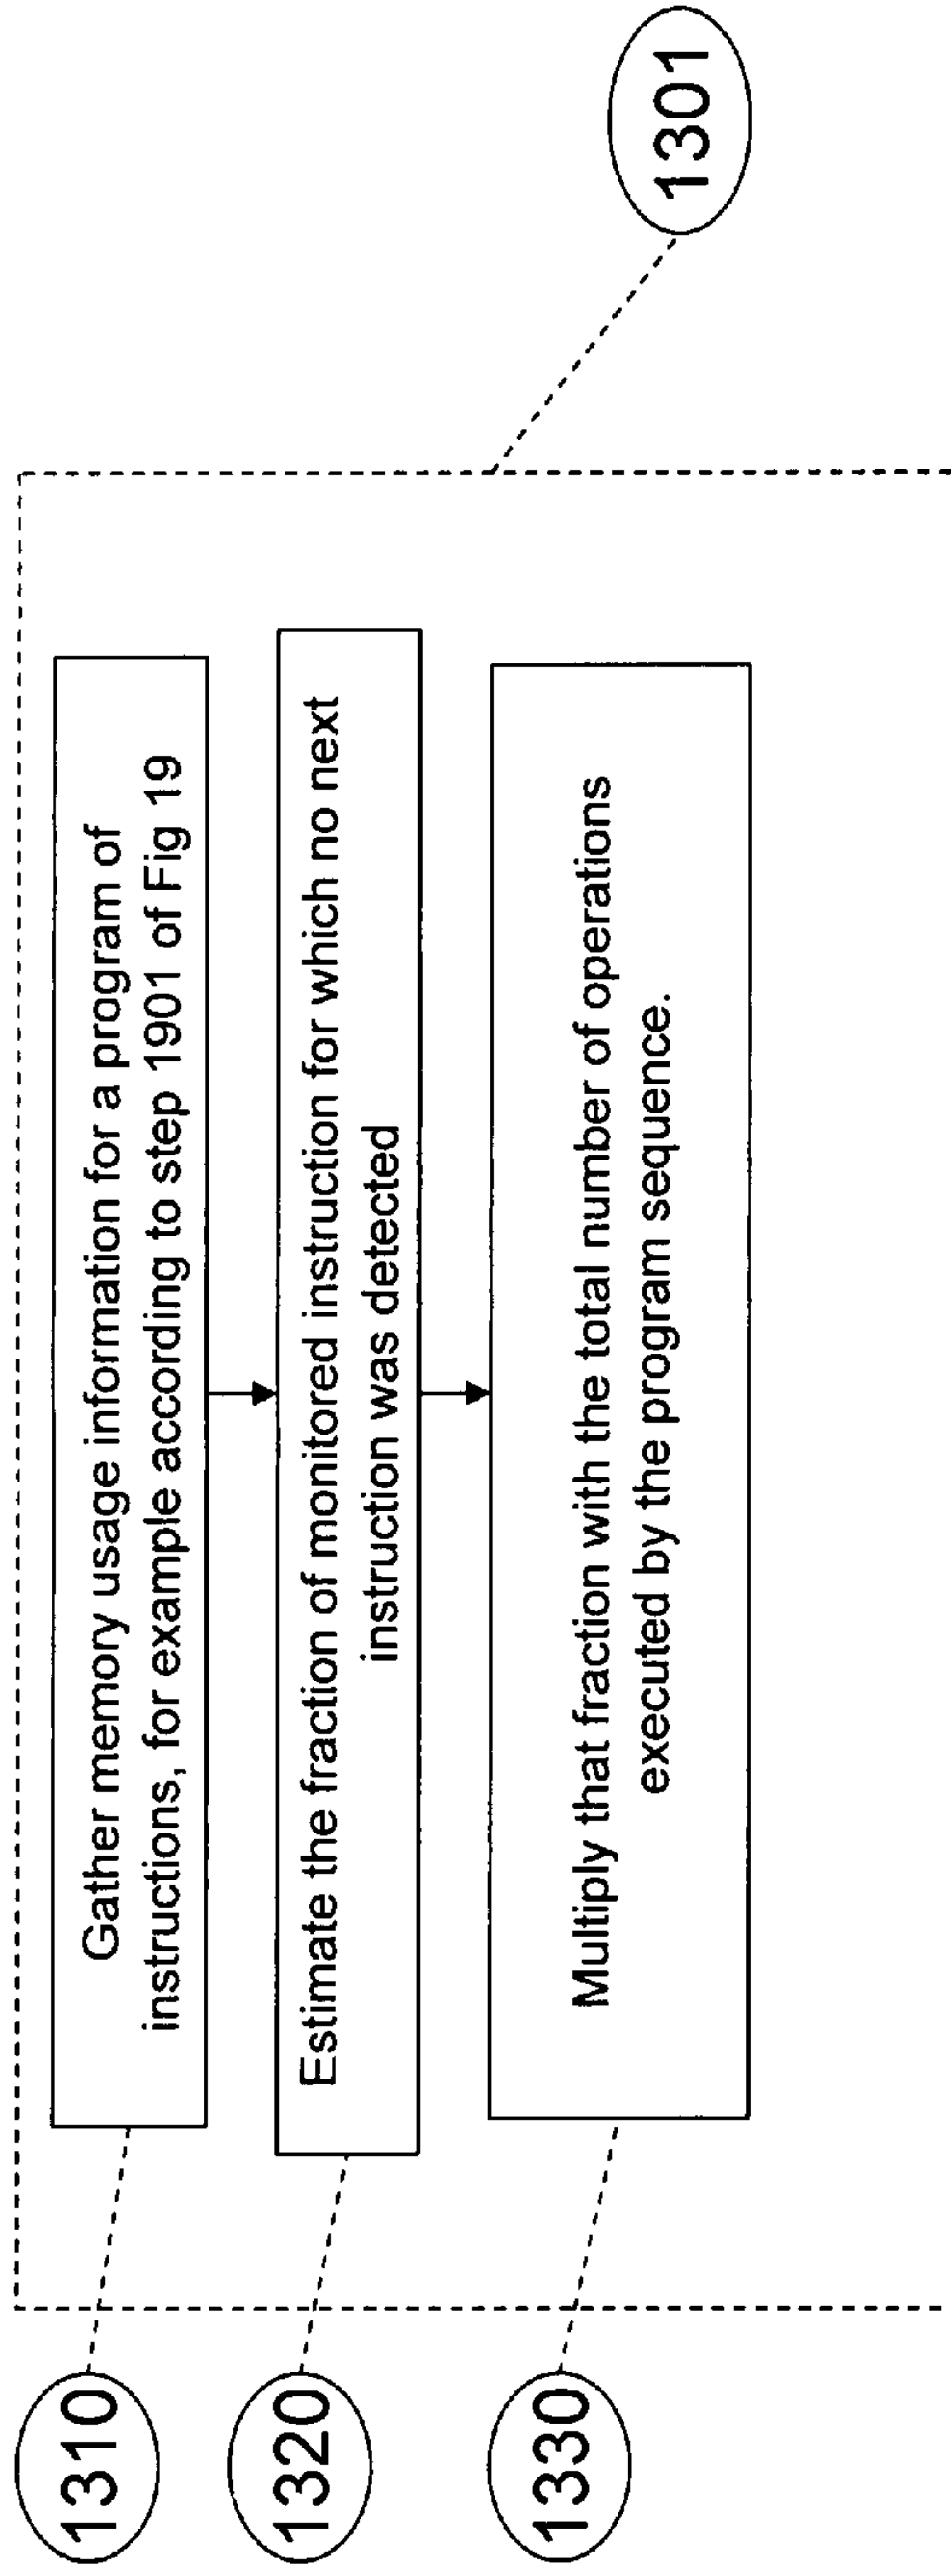 1310
Gather memory usage information for a program of
instructions, for example according to step 1901 of Fig 19
1320
Estimate the fraction of monitored instruction for which no next
instruction was detected
1330
Multiply that fraction with the total number of operations
executed by the program sequence.
1301